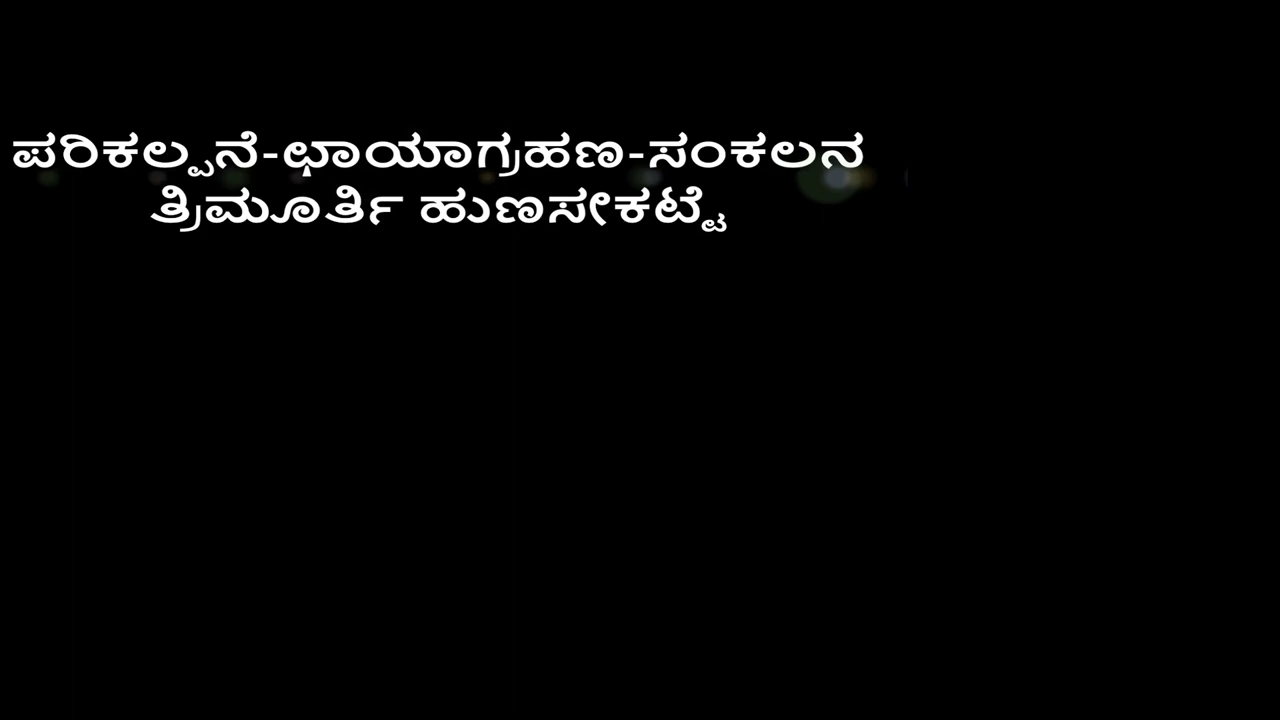 ಪರಿಕಲ್ಪನೆ-ಛಾಯಾಗ್ರಹಣ-ಸಂಕಲನ
ತ್ರಿಮೂರ್ತಿ ಹುಣಸೇಕಟ್ಟೆ